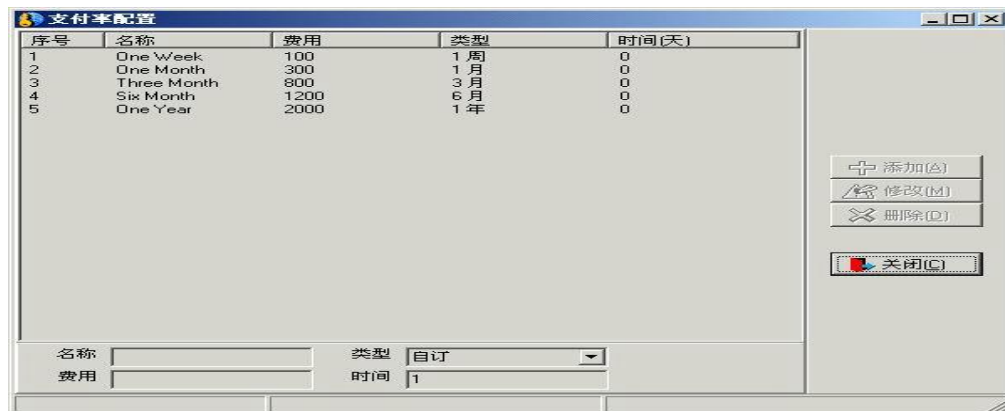 支付率配置
序号 名称 费用 类型 时间(天)
1 One Week 100 1 周 0
2 One Month 300 1 月 0
3 Three Month 800 3 月 0
4 Six Month 1200 6 月 0
5 One Year 2000 1 年 0
添加(A)
修改(M)
删除(D)
关闭(C)
名称 类型 自订
费用 时间 1